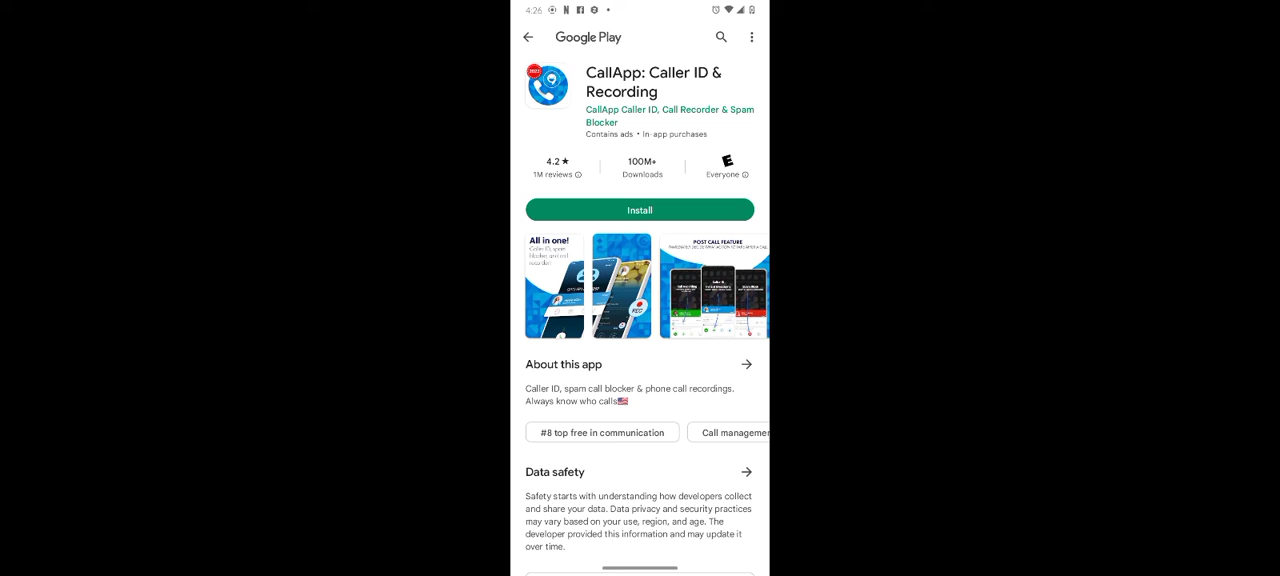 4:26
Google Play
2023
CallApp: Caller ID &
Recording
CallApp Caller ID, Call Recorder & Spam
Blocker
Contains ads • In-app purchases
4.2★
1M reviews
100M+
Downloads
E
Everyone
Install
All in one!
Caller ID, spam
blocker and call
recorder!
REC
POST CALL FEATURE
About this app
Caller ID, spam call blocker & phone call recordings.
Always know who calls🇺🇸
#8 top free in communication
Call managemen
Data safety
Safety starts with understanding how developers collect
and share your data. Data privacy and security practices
may vary based on your use, region, and age. The
developer provided this information and may update it
over time.